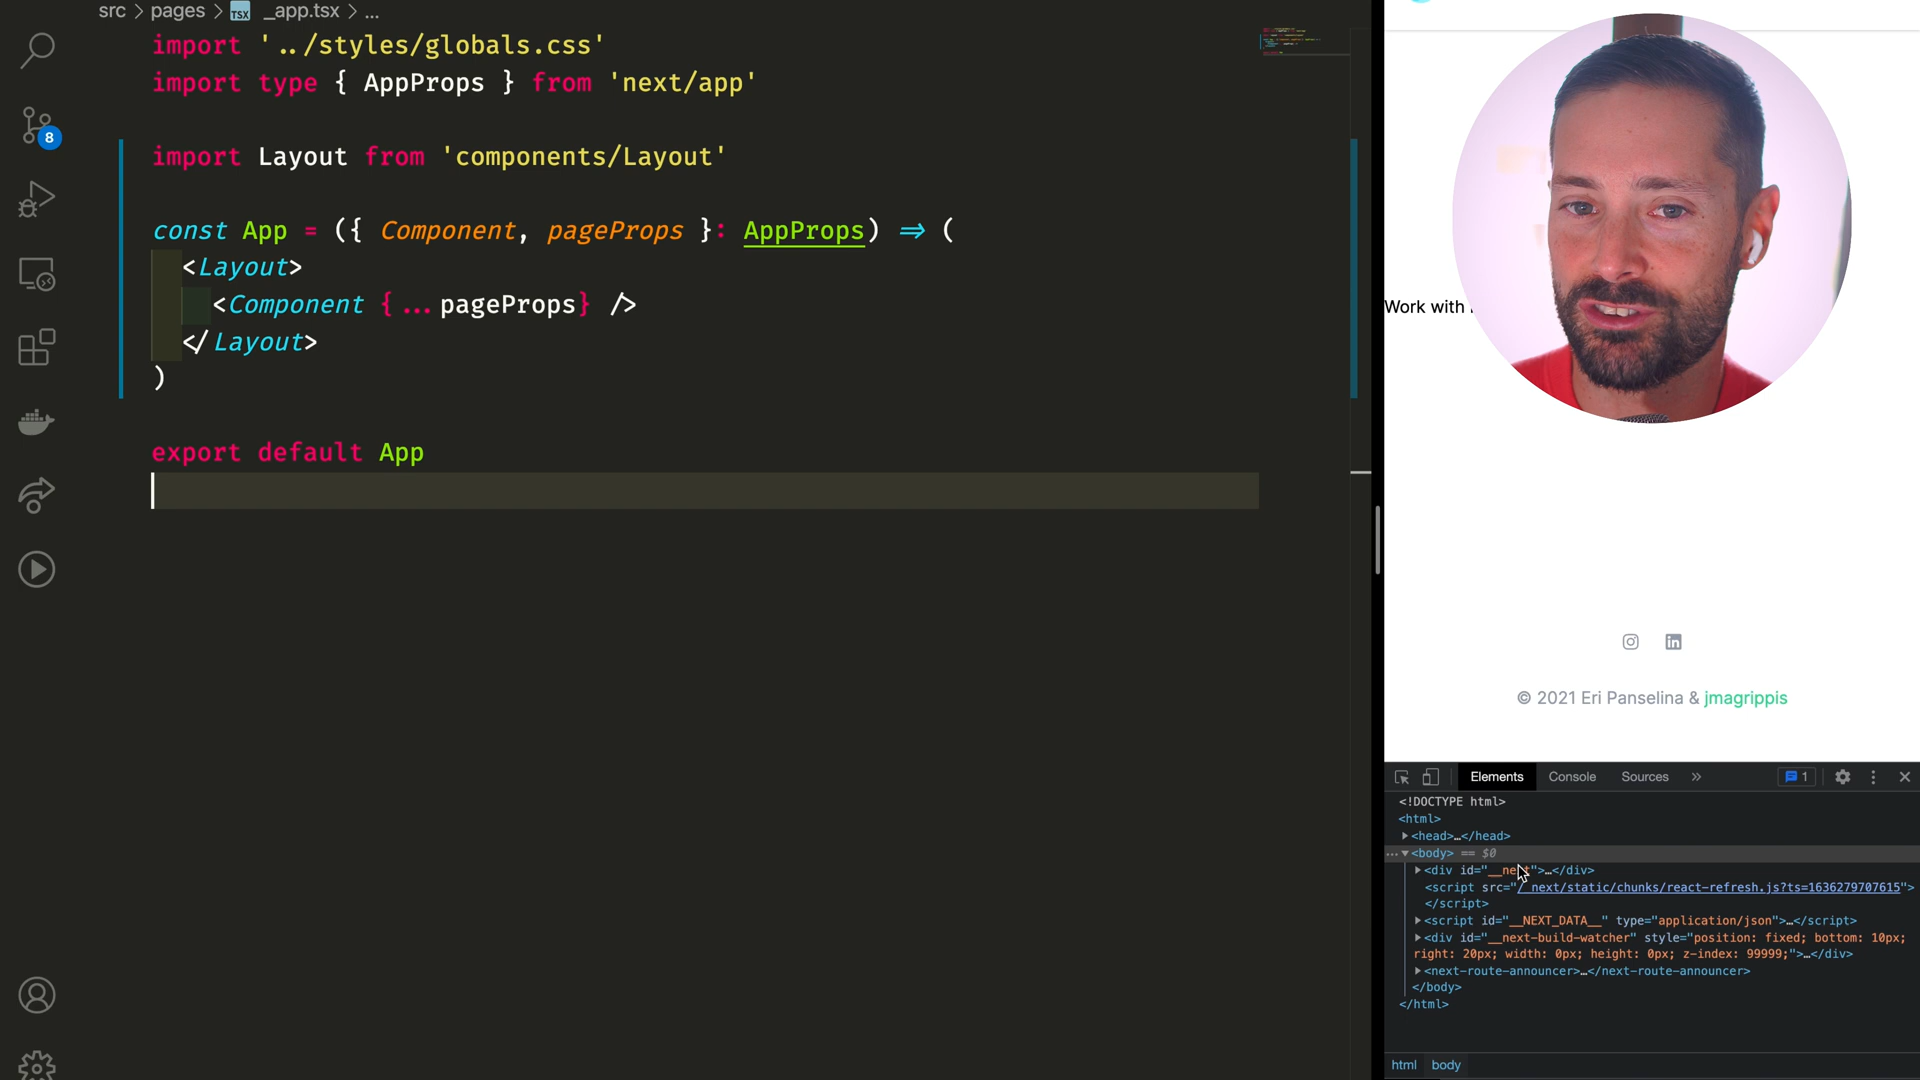 src > pages > TSX _app.tsx > ...
import '../styles/globals.css'
import type { AppProps } from 'next/app'
import Layout from 'components/Layout'
const App = ({ Component, pageProps }: AppProps) => (
<Layout>
<Component {...pageProps} />
</Layout>
)
export default App
8
Work with
© 2021 Eri Panselina & jmagrippis
Elements Console Sources » 1
<!DOCTYPE html>
<html>
<head>…</head>
<body> == $0
<div id="__next">…</div>
<script src="/_next/static/chunks/react-refresh.js?ts=1636279707615">
</script>
<script id="__NEXT_DATA__" type="application/json">…</script>
<div id="__next-build-watcher" style="position: fixed; bottom: 10px;
right: 20px; width: 0px; height: 0px; z-index: 99999;">…</div>
<next-route-announcer>…</next-route-announcer>
</body>
</html>
html body